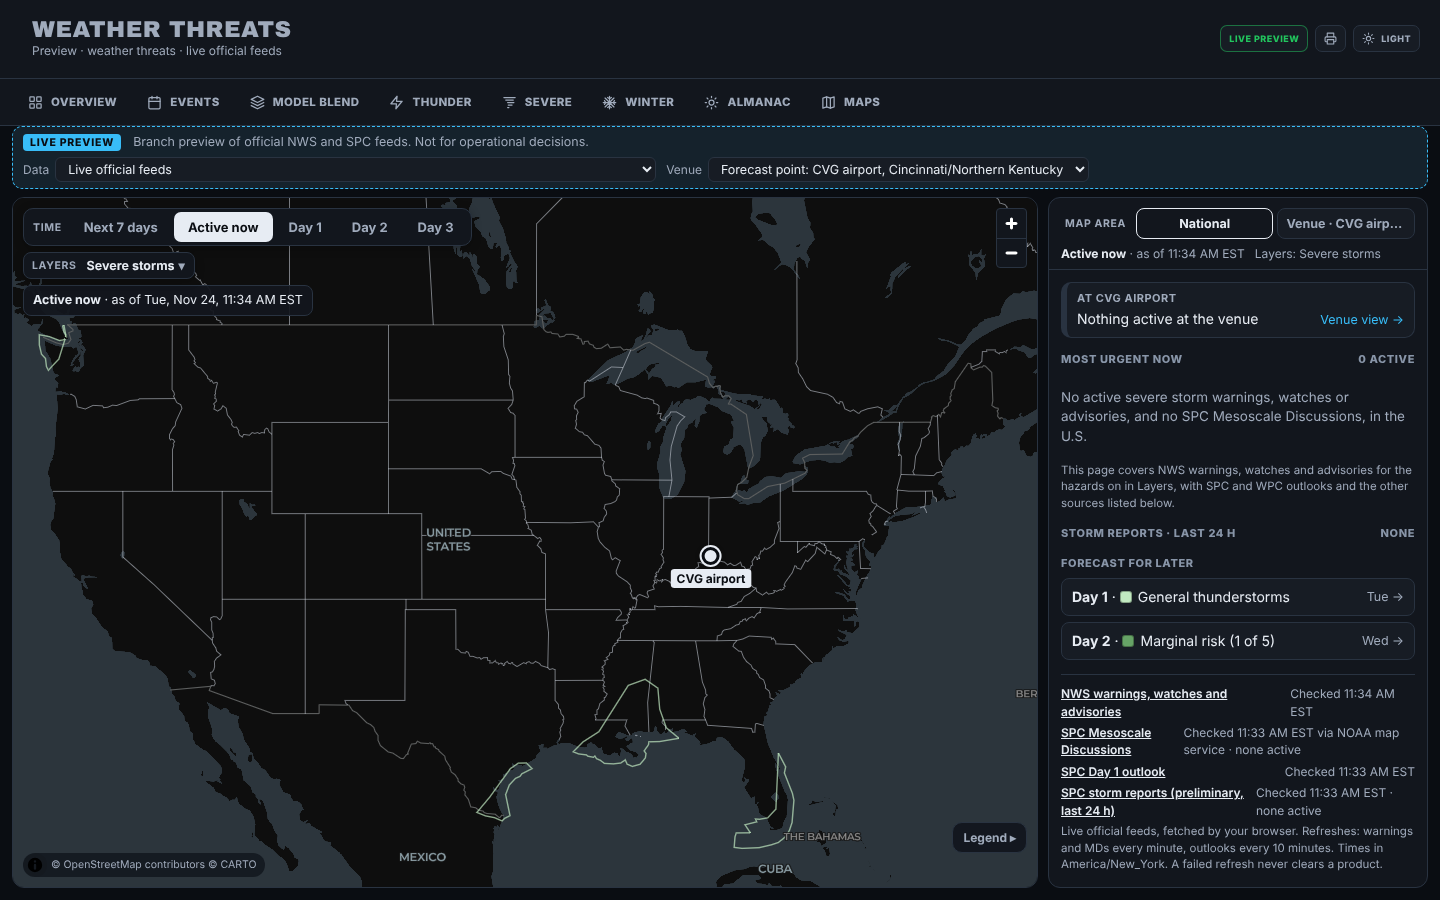 WEATHER THREATS
Preview · weather threats · live official feeds
LIVE PREVIEW
LIGHT
OVERVIEW
EVENTS
MODEL BLEND
THUNDER
SEVERE
WINTER
ALMANAC
MAPS
LIVE PREVIEW Branch preview of official NWS and SPC feeds. Not for operational decisions.
Data Live official feeds Venue Forecast point: CVG airport, Cincinnati/Northern Kentucky
TIME Next 7 days Active now Day 1 Day 2 Day 3
LAYERS Severe storms ▾
Active now · as of Tue, Nov 24, 11:34 AM EST
+
−
UNITED
STATES
CVG airport
BER
THE BAHAMAS
MEXICO
CUBA
Legend ▸
© OpenStreetMap contributors © CARTO
MAP AREA National Venue · CVG airp...
Active now · as of 11:34 AM EST Layers: Severe storms
AT CVG AIRPORT
Nothing active at the venue Venue view →
MOST URGENT NOW 0 ACTIVE
No active severe storm warnings, watches or
advisories, and no SPC Mesoscale Discussions, in the
U.S.
This page covers NWS warnings, watches and advisories for the
hazards on in Layers, with SPC and WPC outlooks and the other
sources listed below.
STORM REPORTS · LAST 24 H NONE
FORECAST FOR LATER
Day 1 · General thunderstorms Tue →
Day 2 · Marginal risk (1 of 5) Wed →
NWS warnings, watches and Checked 11:34 AM
advisories EST
SPC Mesoscale Checked 11:33 AM EST via NOAA map
Discussions service · none active
SPC Day 1 outlook Checked 11:33 AM EST
SPC storm reports (preliminary, Checked 11:33 AM EST ·
last 24 h) none active
Live official feeds, fetched by your browser. Refreshes: warnings
and MDs every minute, outlooks every 10 minutes. Times in
America/New_York. A failed refresh never clears a product.